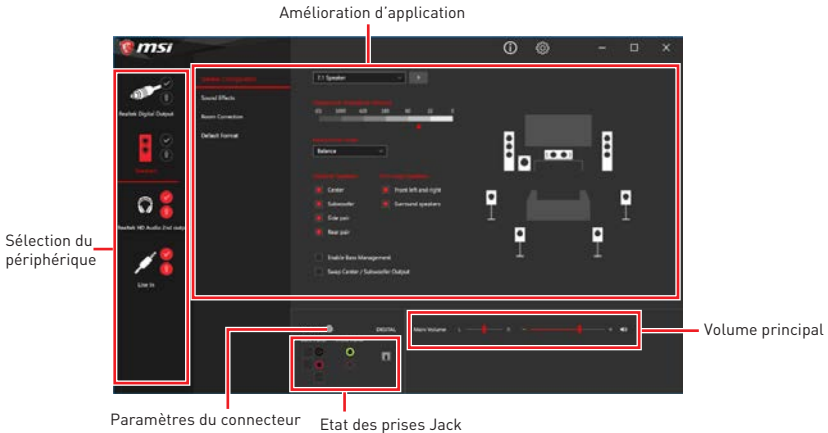 Amélioration d'application
msi
Realtek Digital Output
Speakers
Realtek HD Audio 2nd output
Line In
Speaker Configuration
Sound Effects
Room Correction
Default Format
7.1 Speaker
Balance
Center
Subwoofer
Side pair
Rear pair
Front left and right
Surround speakers
Enable Bass Management
Swap Center / Subwoofer Output
DIGITAL
Main Volume
L
R
Sélection du
périphérique
Volume principal
Paramètres du connecteur
Etat des prises Jack